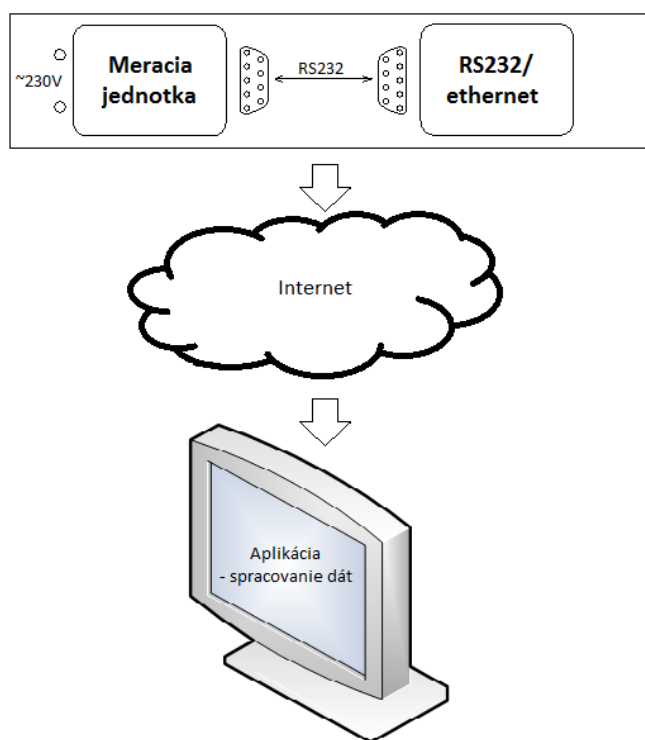 ~230V
Meracia
jednotka
RS232
RS232/
ethernet
Internet
Aplikácia
- spracovanie dát